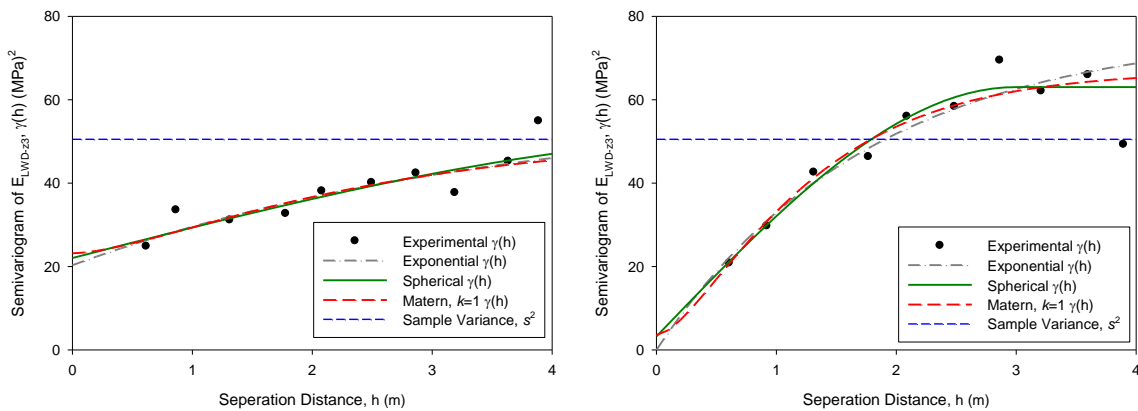 Semivariogram of E_LWD-z3, γ(h) (MPa)²
80
60
40
20
0
0 1 2 3 4
Seperation Distance, h (m)
Experimental γ(h)
Exponential γ(h)
Spherical γ(h)
Matern, k=1 γ(h)
Sample Variance, s²
Semivariogram of E_LWD-z3, γ(h) (MPa)²
80
60
40
20
0
0 1 2 3 4
Seperation Distance, h (m)
Experimental γ(h)
Exponential γ(h)
Spherical γ(h)
Matern, k=1 γ(h)
Sample Variance, s²